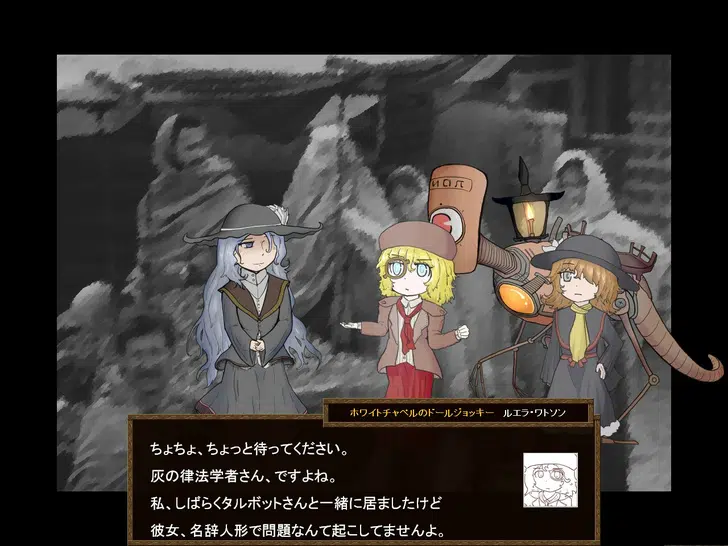 ホワイトチャペルのドールジョッキー　ルエラ・ワトソン
ちょちょ、ちょっと待ってください。
灰の律法学者さん、ですよね。
私、しばらくタルボットさんと一緒に居ましたけど
彼女、名辞人形で問題なんて起こしてませんよ。